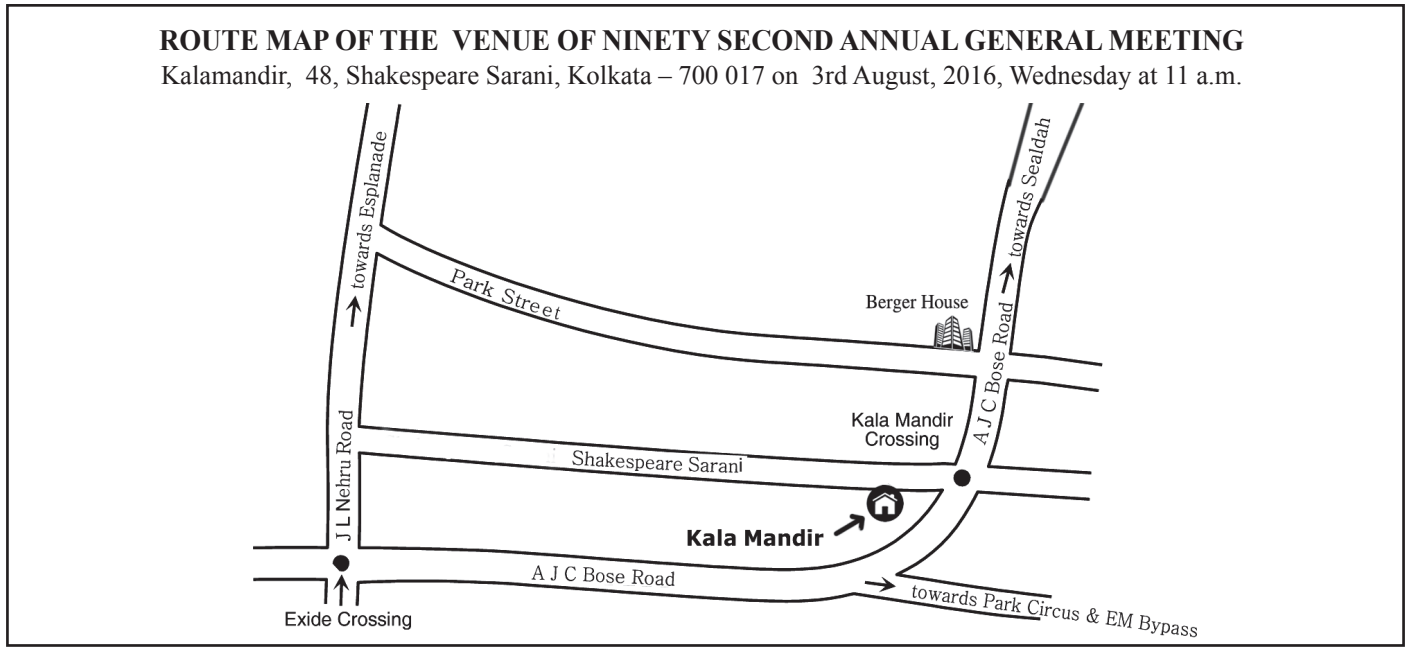 ROUTE MAP OF THE VENUE OF NINETY SECOND ANNUAL GENERAL MEETING
Kalamandir, 48, Shakespeare Sarani, Kolkata – 700 017 on 3rd August, 2016, Wednesday at 11 a.m.
towards Esplanade
towards Sealdah
Park Street
Berger House
A J C Bose Road
Kala Mandir
Crossing
J L Nehru Road
Shakespeare Sarani
Kala Mandir
A J C Bose Road
towards Park Circus & EM Bypass
Exide Crossing